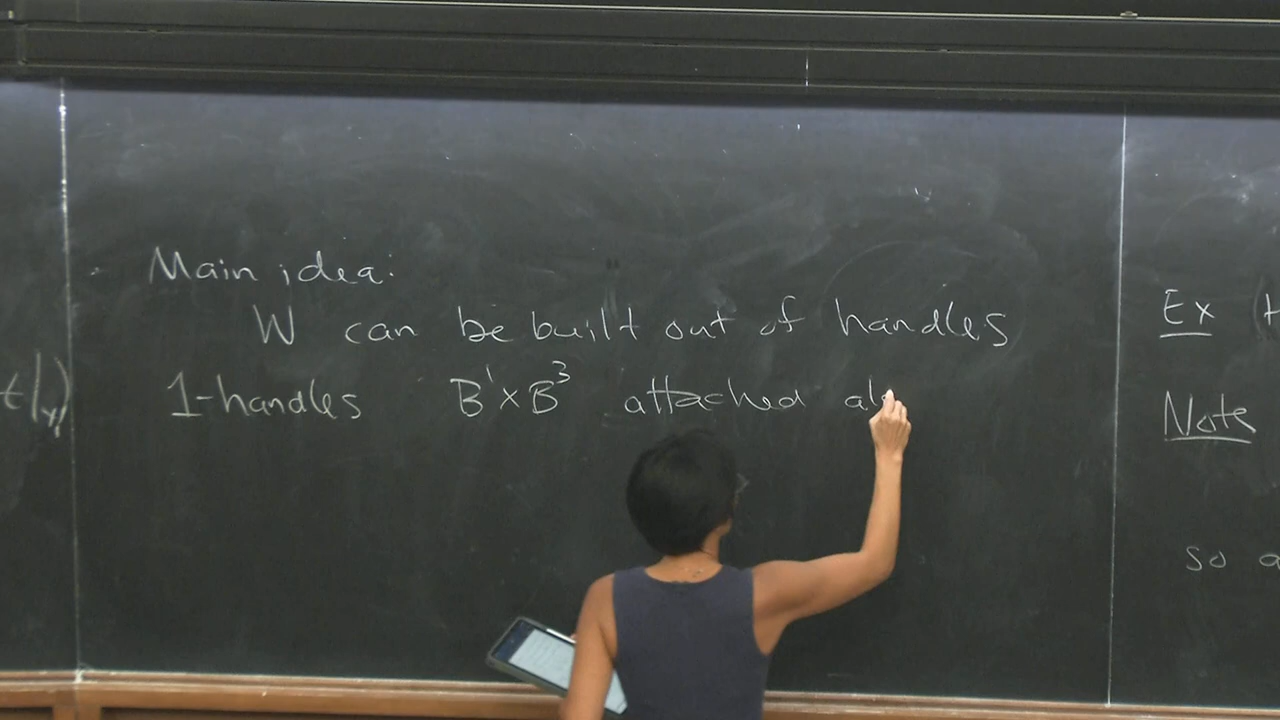 Main idea:
W can be built out of handles
1-handles B¹×B³ attached al
t|y)
Ex
Note
so a